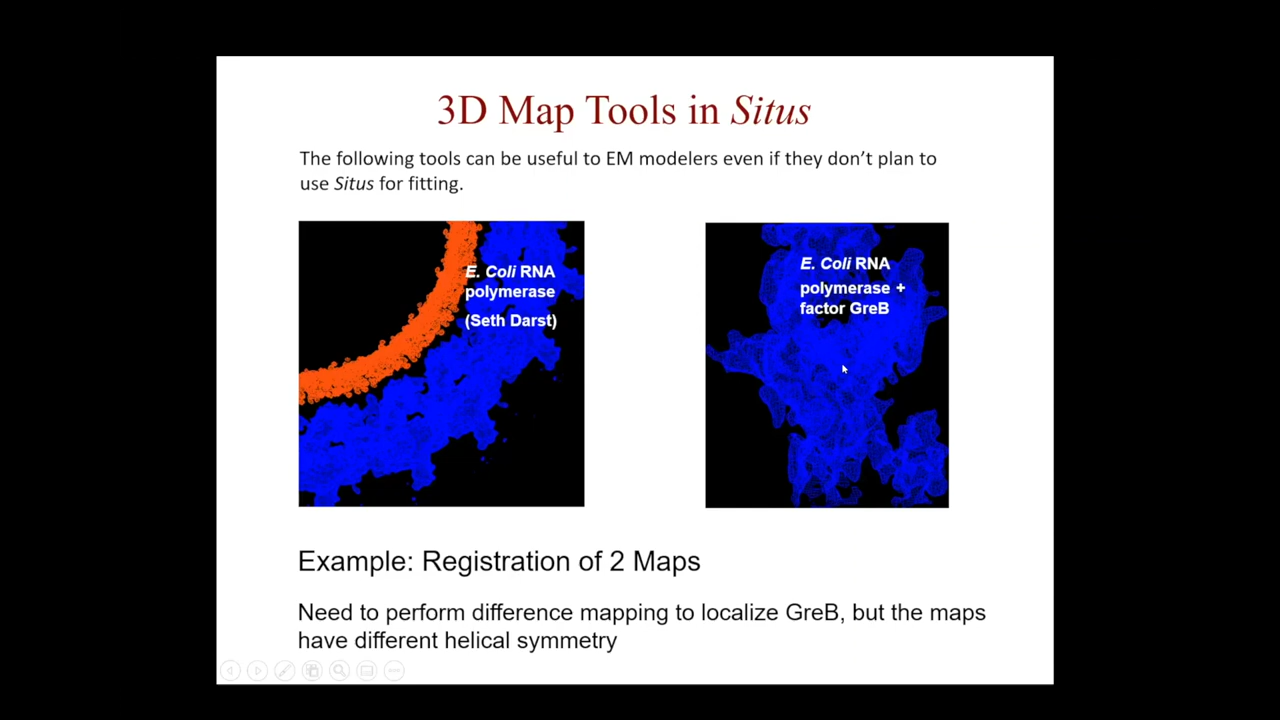 3D Map Tools in Situs
The following tools can be useful to EM modelers even if they don’t plan to
use Situs for fitting.
E. Coli RNA
polymerase
(Seth Darst)
E. Coli RNA
polymerase +
factor GreB
Example: Registration of 2 Maps
Need to perform difference mapping to localize GreB, but the maps
have different helical symmetry